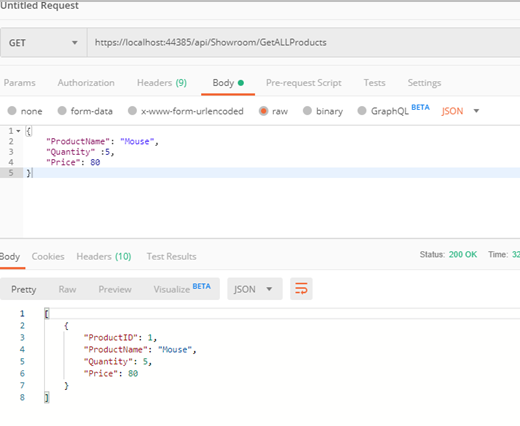 Untitled Request
GET https://localhost:44385/api/Showroom/GetALLProducts
Params Authorization Headers (9) Body Pre-request Script Tests Settings
none form-data x-www-form-urlencoded raw binary GraphQL BETA JSON
1 {
2 "ProductName": "Mouse",
3 "Quantity" :5,
4 "Price": 80
5 }
Body Cookies Headers (10) Test Results Status: 200 OK Time: 32
Pretty Raw Preview Visualize BETA JSON
1 [
2 {
3 "ProductID": 1,
4 "ProductName": "Mouse",
5 "Quantity": 5,
6 "Price": 80
7 }
8 ]